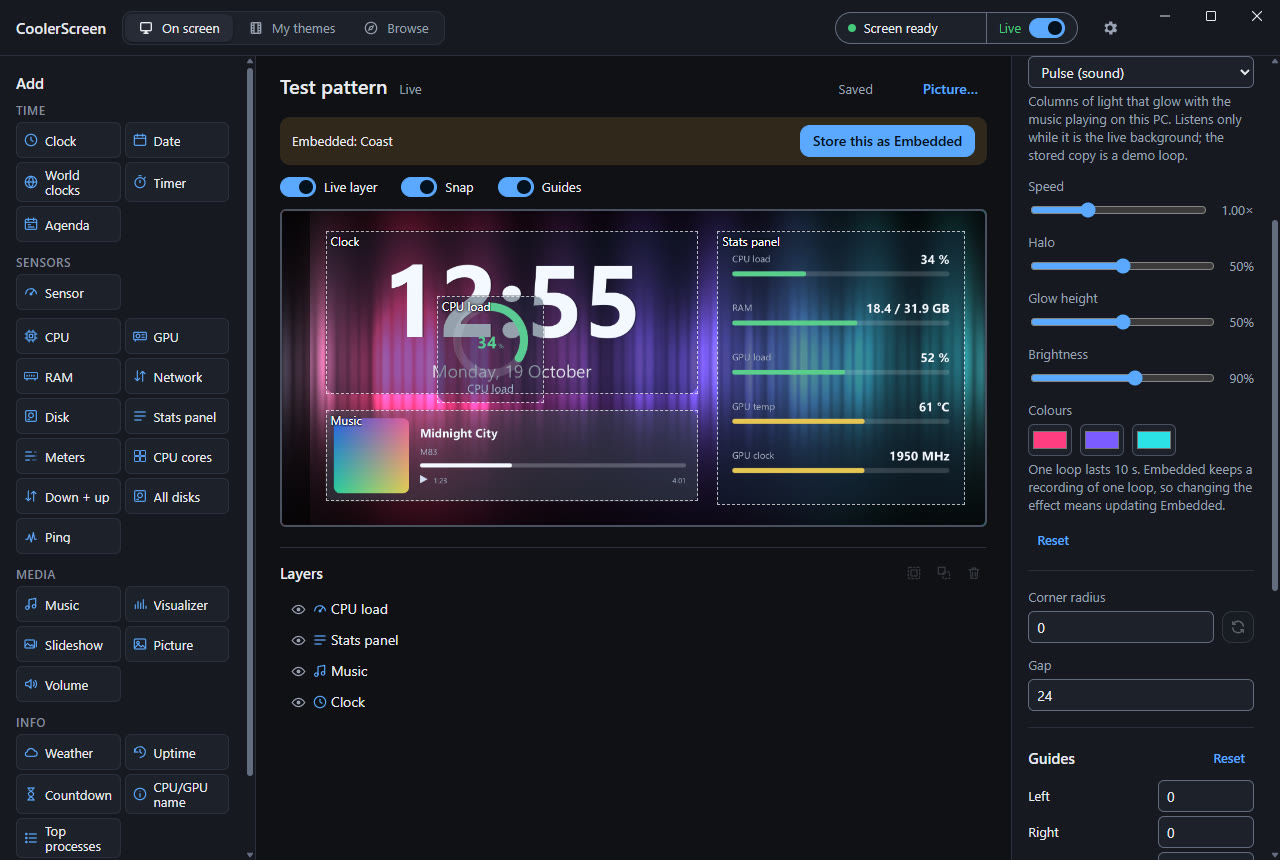 CoolerScreen
On screen
My themes
Browse
Screen ready
Live
Add
TIME
Clock
Date
World clocks
Timer
Agenda
SENSORS
Sensor
CPU
GPU
RAM
Network
Disk
Stats panel
Meters
CPU cores
Down + up
All disks
Ping
MEDIA
Music
Visualizer
Slideshow
Picture
Volume
INFO
Weather
Uptime
Countdown
CPU/GPU name
Top processes
Test pattern
Live
Saved
Picture...
Embedded: Coast
Store this as Embedded
Live layer
Snap
Guides
Clock
12:55
Monday, 19 October
CPU load
34 %
CPU load
Music
Midnight City
M83
1:23
4:01
Stats panel
CPU load
34 %
RAM
18.4 / 31.9 GB
GPU load
52 %
GPU temp
61 °C
GPU clock
1950 MHz
Layers
CPU load
Stats panel
Music
Clock
Pulse (sound)
Columns of light that glow with the
music playing on this PC. Listens only
while it is the live background; the
stored copy is a demo loop.
Speed
1.00×
Halo
50%
Glow height
50%
Brightness
90%
Colours
One loop lasts 10 s. Embedded keeps a
recording of one loop, so changing the
effect means updating Embedded.
Reset
Corner radius
0
Gap
24
Guides
Reset
Left
0
Right
0